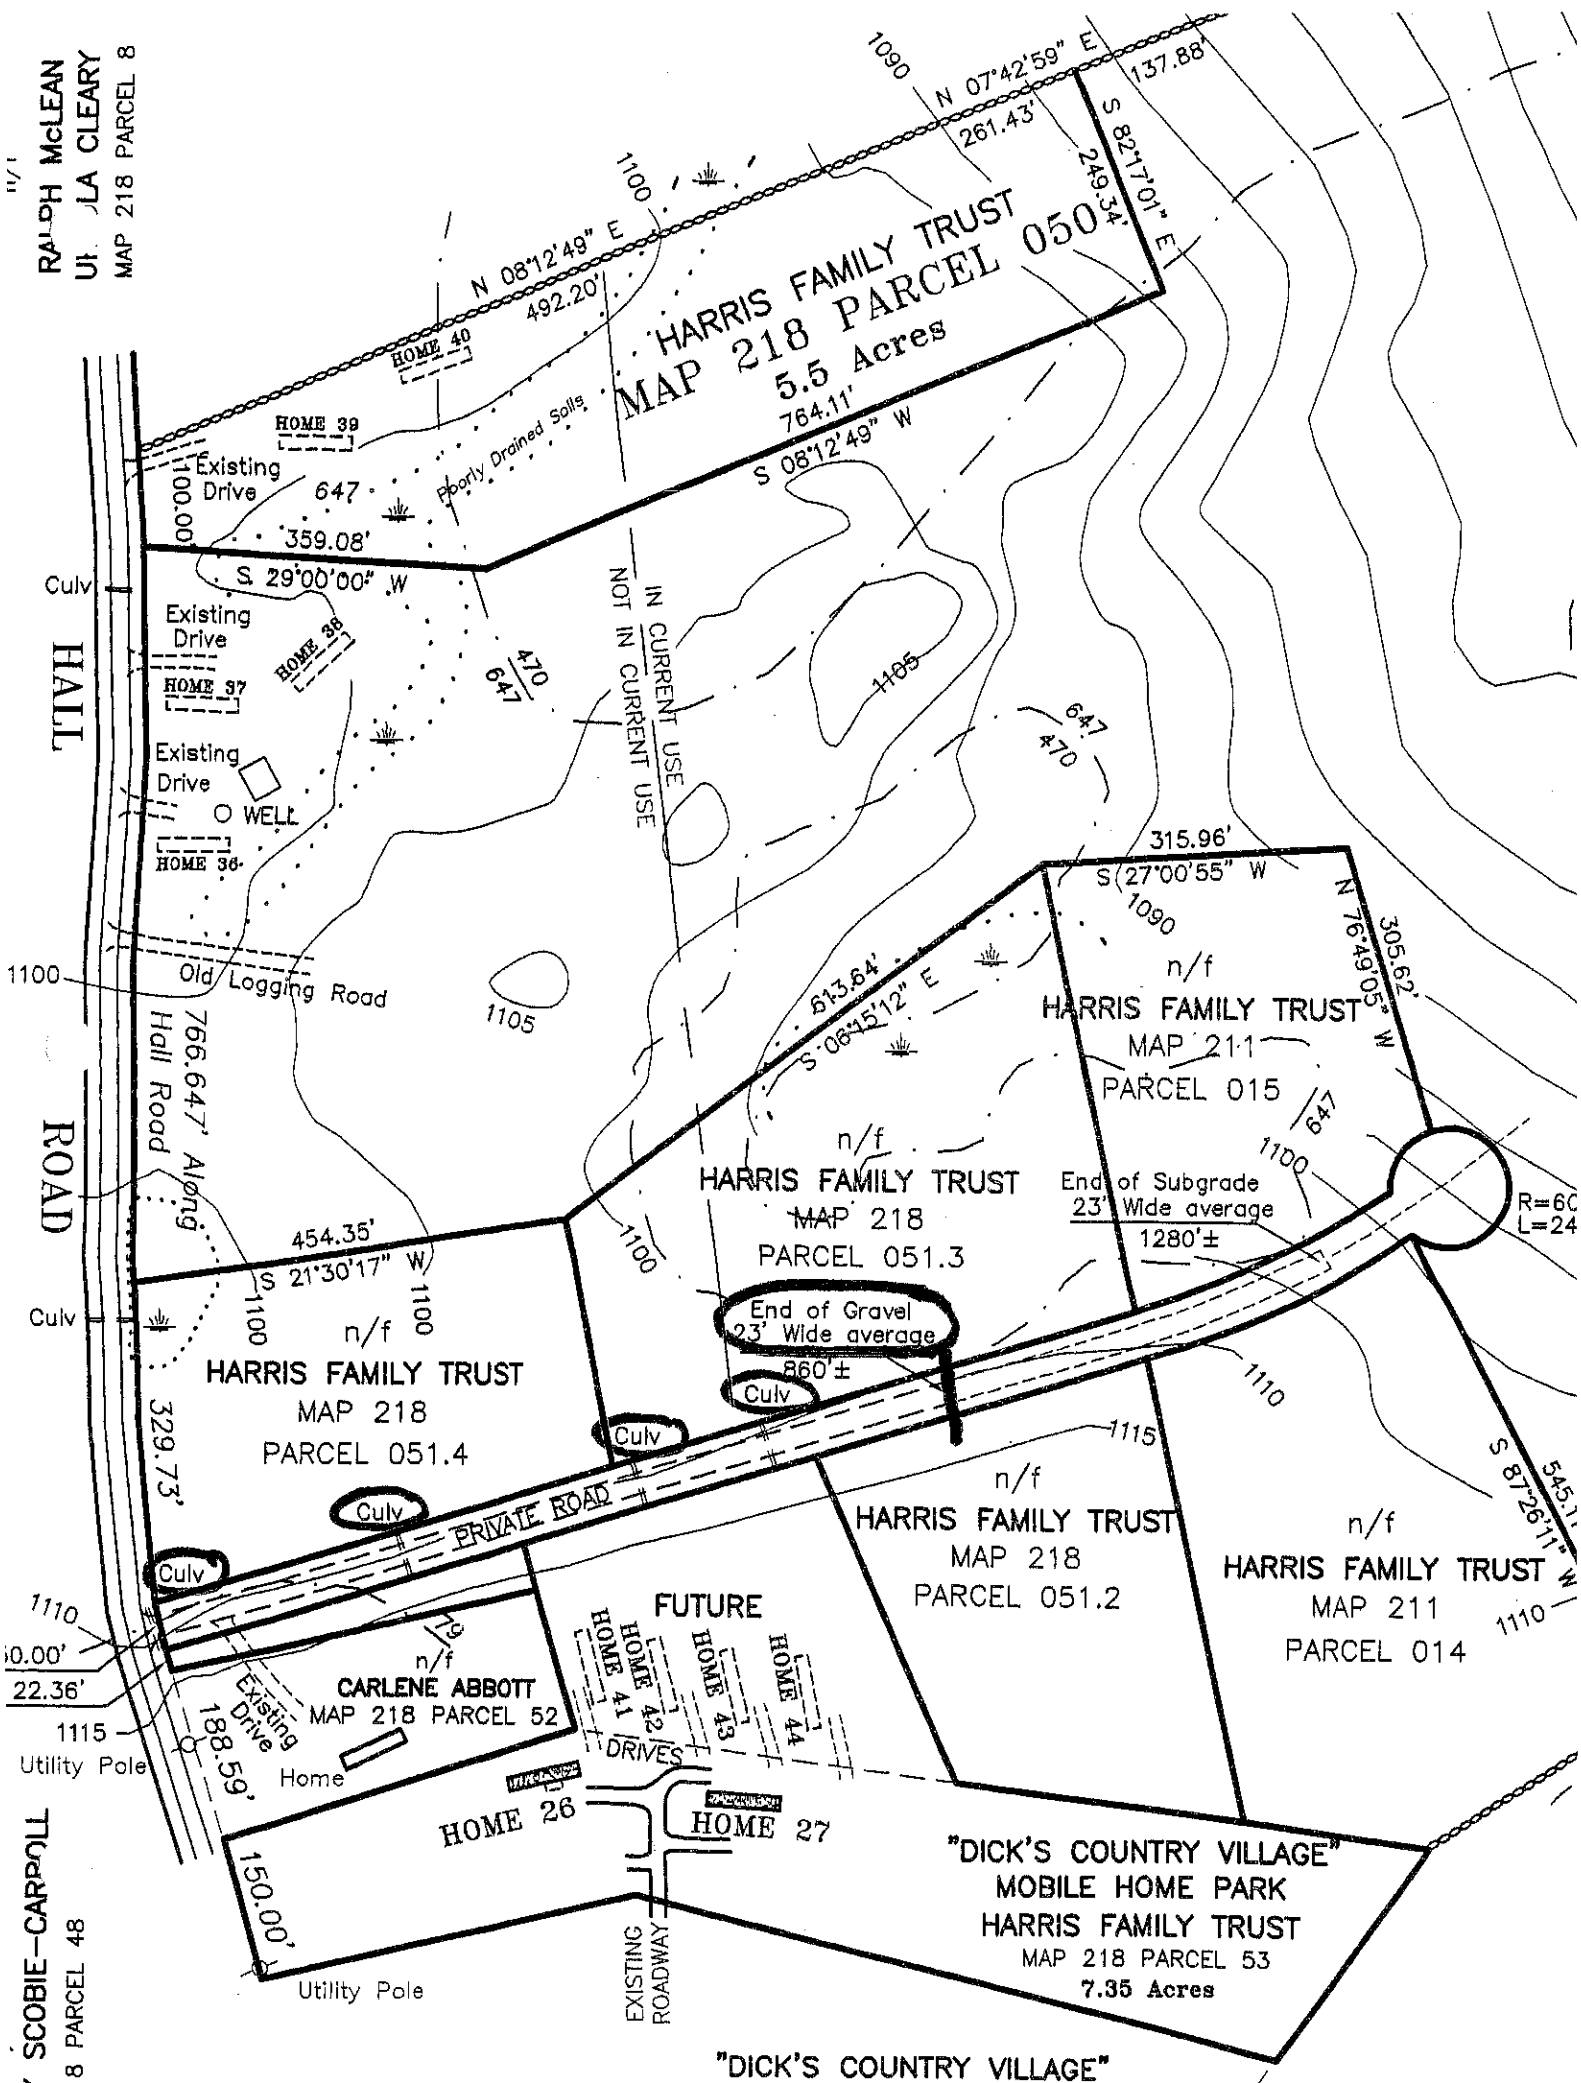 RALPH McLEAN
LA CLEARY
MAP 218 PARCEL 8
1090
N 07°42'59" E
261.43'
137.88'
S 82°17'01" E
249.34'
1100
N 08°12'49" E
492.20'
HARRIS FAMILY TRUST
MAP 218 PARCEL 050
5.5 Acres
764.11'
S 08°12'49" W
HOME 40
HOME 39
Existing
Drive
100.00'
647
Poorly Drained Soils
359.08'
S 29°00'00" W
Culv
Existing
Drive
HOME 38
HOME 37
470
647
IN CURRENT USE
NOT IN CURRENT USE
1105
647
470
HALL
ROAD
Existing
Drive
WELL
HOME 36
Old Logging Road
1100
1105
766.647' Along
Hall Road
315.96'
S 27°00'55" W
1090
N 76°49'05" W
305.62'
613.64'
S 06°15'12" E
n/f
HARRIS FAMILY TRUST
MAP 211
PARCEL 015
647
1100
n/f
HARRIS FAMILY TRUST
MAP 218
PARCEL 051.3
End of Subgrade
23' Wide average
1280'±
R=60
L=24
1100
454.35'
S 21°30'17" W
1100
1100
Culv
n/f
HARRIS FAMILY TRUST
MAP 218
PARCEL 051.4
329.73'
End of Gravel
23' Wide average
860'±
Culv
Culv
Culv
Culv
PRIVATE ROAD
1110
1115
n/f
HARRIS FAMILY TRUST
MAP 218
PARCEL 051.2
S 87°26'11" W
545.1
n/f
HARRIS FAMILY TRUST
MAP 211
PARCEL 014
1110
1110
50.00'
22.36'
1115
Utility Pole
188.59'
Existing
Drive
79
n/f
CARLENE ABBOTT
MAP 218 PARCEL 52
Home
FUTURE
HOME 41
HOME 42
HOME 43
HOME 44
DRIVES
HOME 26
HOME 27
150.00'
Utility Pole
EXISTING
ROADWAY
"DICK'S COUNTRY VILLAGE"
MOBILE HOME PARK
HARRIS FAMILY TRUST
MAP 218 PARCEL 53
7.35 Acres
SCOBIE-CARROLL
8 PARCEL 48
"DICK'S COUNTRY VILLAGE"